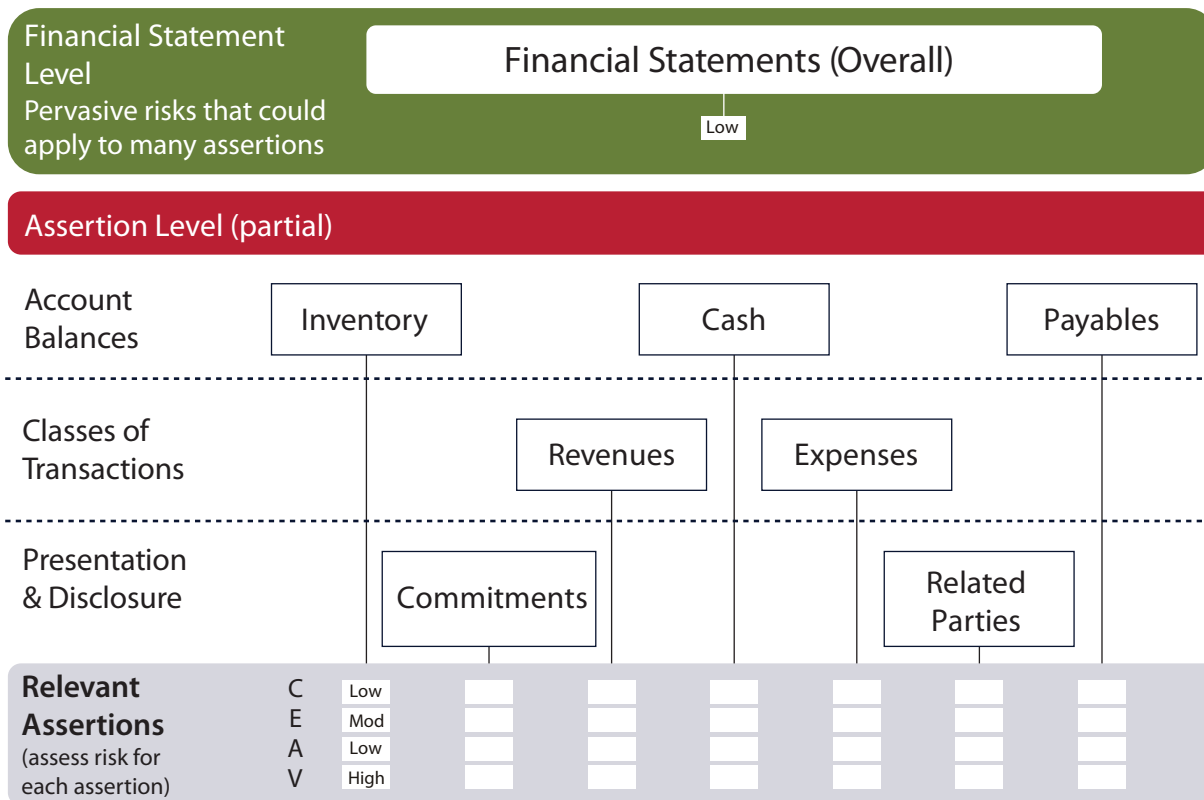 Financial Statement
Level
Pervasive risks that could
apply to many assertions
Financial Statements (Overall)
Low
Assertion Level (partial)
Account
Balances
Inventory
Cash
Payables
Classes of
Transactions
Revenues
Expenses
Presentation
& Disclosure
Commitments
Related
Parties
Relevant
Assertions
(assess risk for
each assertion)
C Low
E Mod
A Low
V High